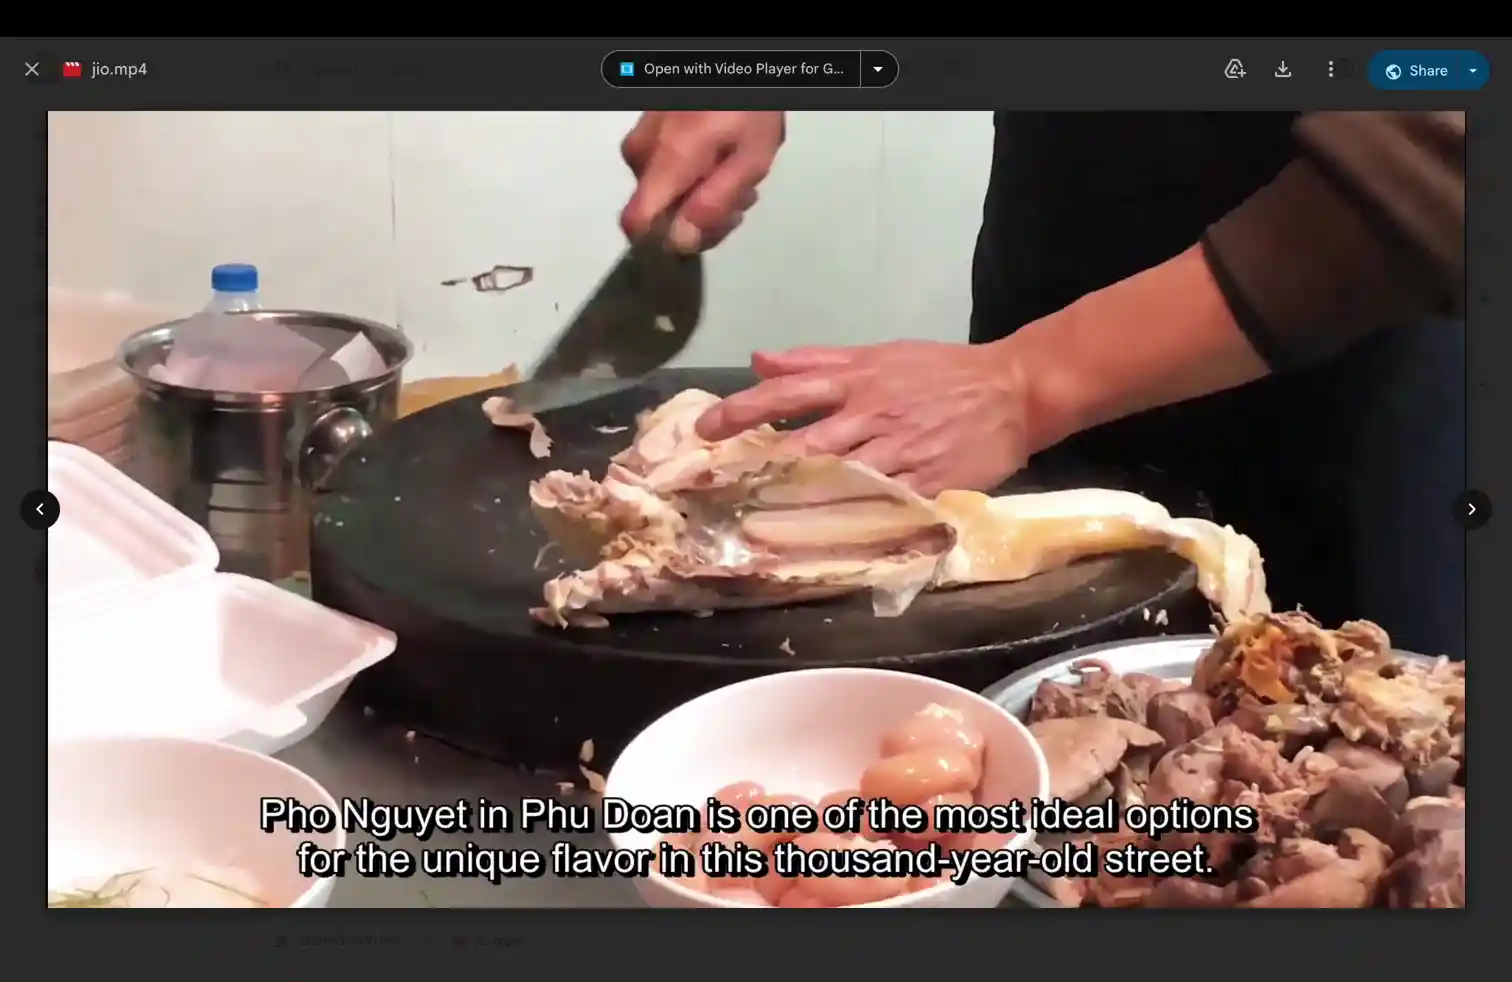 jio.mp4
Open with Video Player for G...
Share
Pho Nguyet in Phu Doan is one of the most ideal options
for the unique flavor in this thousand-year-old street.